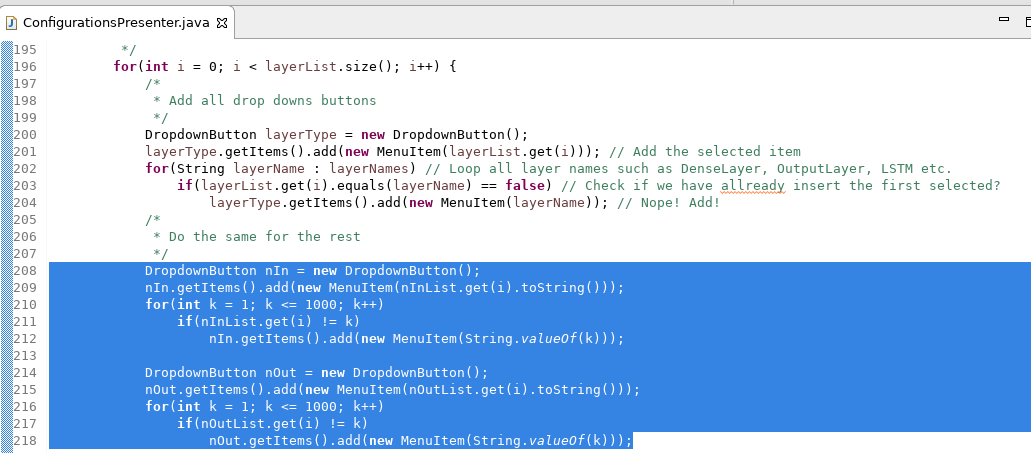 ConfigurationsPresenter.java
195 */
196 for(int i = 0; i < layerList.size(); i++) {
197 /*
198 * Add all drop downs buttons
199 */
200 DropdownButton layerType = new DropdownButton();
201 layerType.getItems().add(new MenuItem(layerList.get(i))); // Add the selected item
202 for(String layerName : layerNames) // Loop all layer names such as DenseLayer, OutputLayer, LSTM etc.
203 if(layerList.get(i).equals(layerName) == false) // Check if we have allready insert the first selected?
204 layerType.getItems().add(new MenuItem(layerName)); // Nope! Add!
205 /*
206 * Do the same for the rest
207 */
208 DropdownButton nIn = new DropdownButton();
209 nIn.getItems().add(new MenuItem(nInList.get(i).toString()));
210 for(int k = 1; k <= 1000; k++)
211 if(nInList.get(i) != k)
212 nIn.getItems().add(new MenuItem(String.valueOf(k)));
213
214 DropdownButton nOut = new DropdownButton();
215 nOut.getItems().add(new MenuItem(nOutList.get(i).toString()));
216 for(int k = 1; k <= 1000; k++)
217 if(nOutList.get(i) != k)
218 nOut.getItems().add(new MenuItem(String.valueOf(k)));